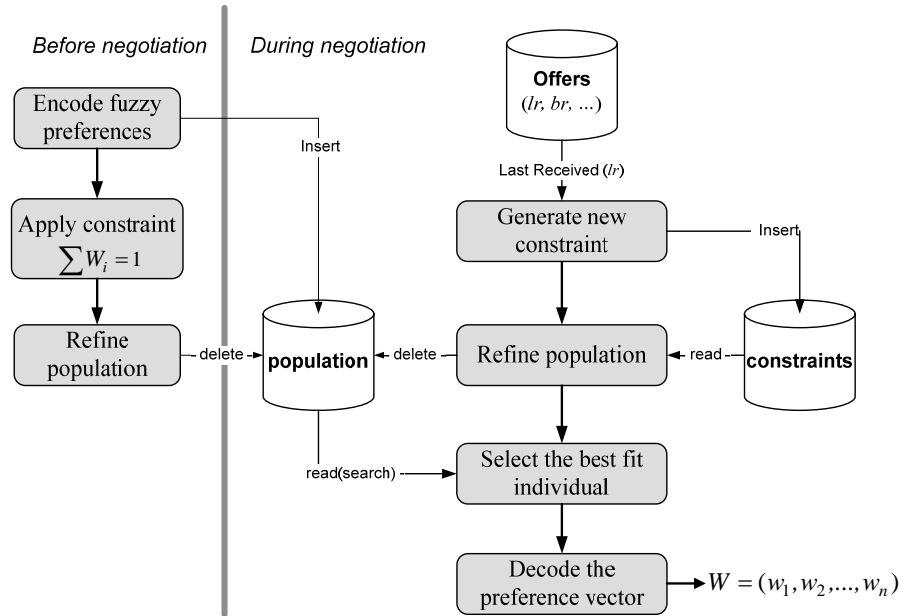 Before negotiation
During negotiation
Encode fuzzy
preferences
Insert
Apply constraint
∑ W_i = 1
Refine
population
delete
population
read(search)
Offers
(lr, br, ...)
Last Received (lr)
Generate new
constraint
Insert
Refine population
delete
read
constraints
Select the best fit
individual
Decode the
preference vector
W = (w_1, w_2, ..., w_n)